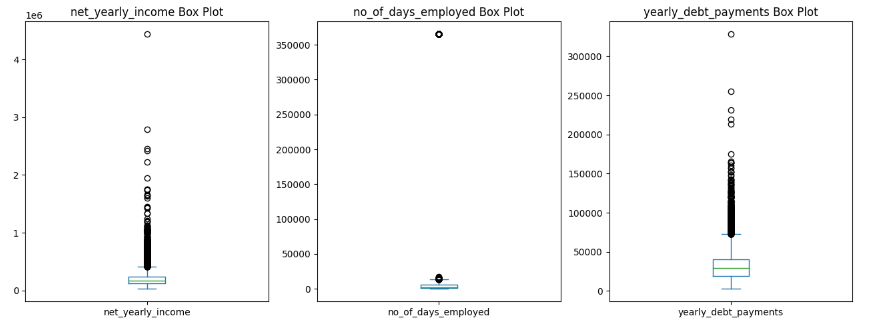 net_yearly_income Box Plot
1e6
4
3
2
1
0
net_yearly_income
no_of_days_employed Box Plot
350000
300000
250000
200000
150000
100000
50000
0
no_of_days_employed
yearly_debt_payments Box Plot
300000
250000
200000
150000
100000
50000
0
yearly_debt_payments